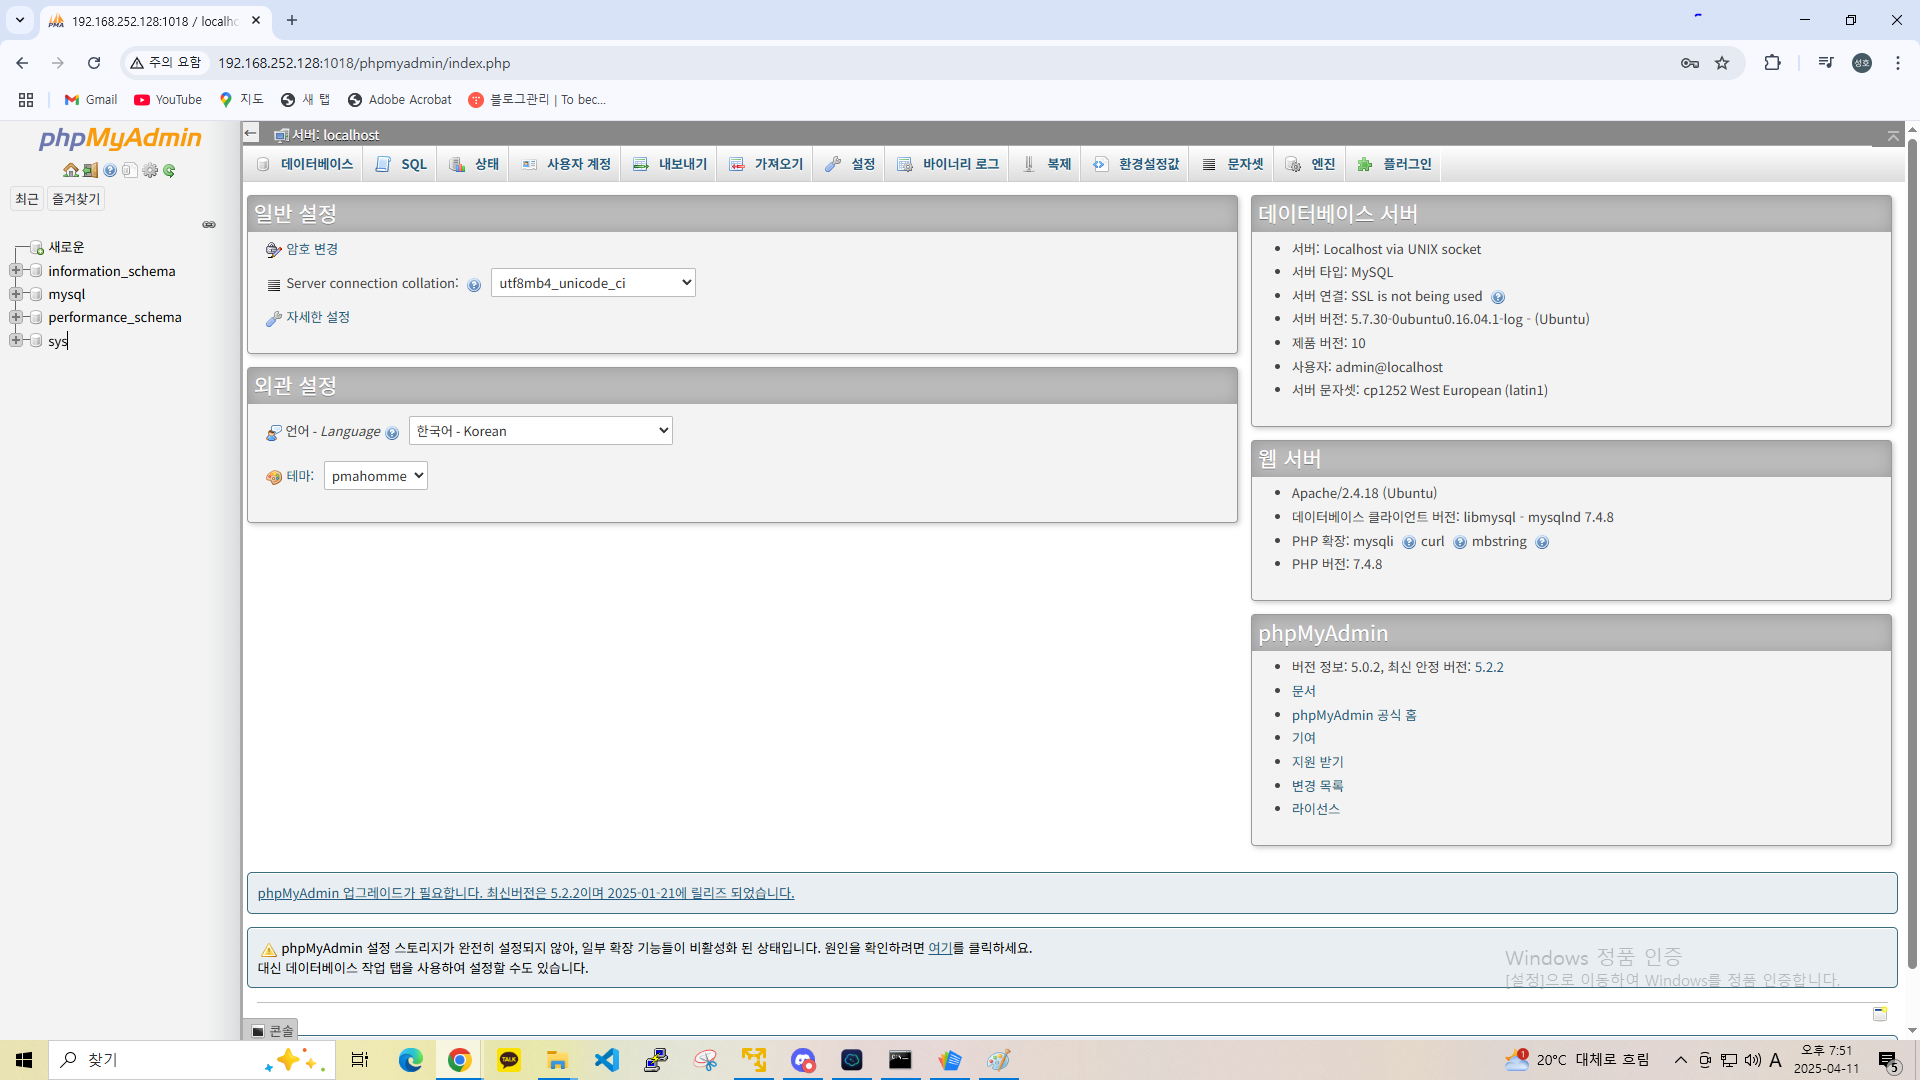 192.168.252.128:1018 / localho
주의 요함
192.168.252.128:1018/phpmyadmin/index.php
성호
Gmail
YouTube
지도
새 탭
Adobe Acrobat
블로그관리 | To bec...
phpMyAdmin
최근
즐겨찾기
새로운
information_schema
mysql
performance_schema
sys
서버: localhost
데이터베이스
SQL
상태
사용자 계정
내보내기
가져오기
설정
바이너리 로그
복제
환경설정값
문자셋
엔진
플러그인
일반 설정
암호 변경
Server connection collation:
utf8mb4_unicode_ci
자세한 설정
외관 설정
언어 - Language
한국어 - Korean
테마:
pmahomme
데이터베이스 서버
서버: Localhost via UNIX socket
서버 타입: MySQL
서버 연결: SSL is not being used
서버 버전: 5.7.30-0ubuntu0.16.04.1-log - (Ubuntu)
제품 버전: 10
사용자: admin@localhost
서버 문자셋: cp1252 West European (latin1)
웹 서버
Apache/2.4.18 (Ubuntu)
데이터베이스 클라이언트 버전: libmysql - mysqlnd 7.4.8
PHP 확장: mysqli curl mbstring
PHP 버전: 7.4.8
phpMyAdmin
버전 정보: 5.0.2, 최신 안정 버전: 5.2.2
문서
phpMyAdmin 공식 홈
기여
지원 받기
변경 목록
라이선스
phpMyAdmin 업그레이드가 필요합니다. 최신버전은 5.2.2이며 2025-01-21에 릴리즈 되었습니다.
phpMyAdmin 설정 스토리지가 완전히 설정되지 않아, 일부 확장 기능들이 비활성화 된 상태입니다. 원인을 확인하려면 여기를 클릭하세요.
대신 데이터베이스 작업 탭을 사용하여 설정할 수도 있습니다.
Windows 정품 인증
[설정]으로 이동하여 Windows를 정품 인증합니다.
콘솔
찾기
TALK
1
20°C 대체로 흐림
A
오후 7:51
2025-04-11
5